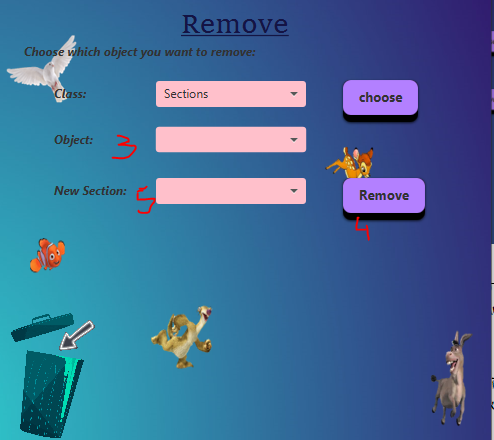 Remove
Choose which object you want to remove:
Class: Sections choose
Object: 3
New Section: 5 Remove
4